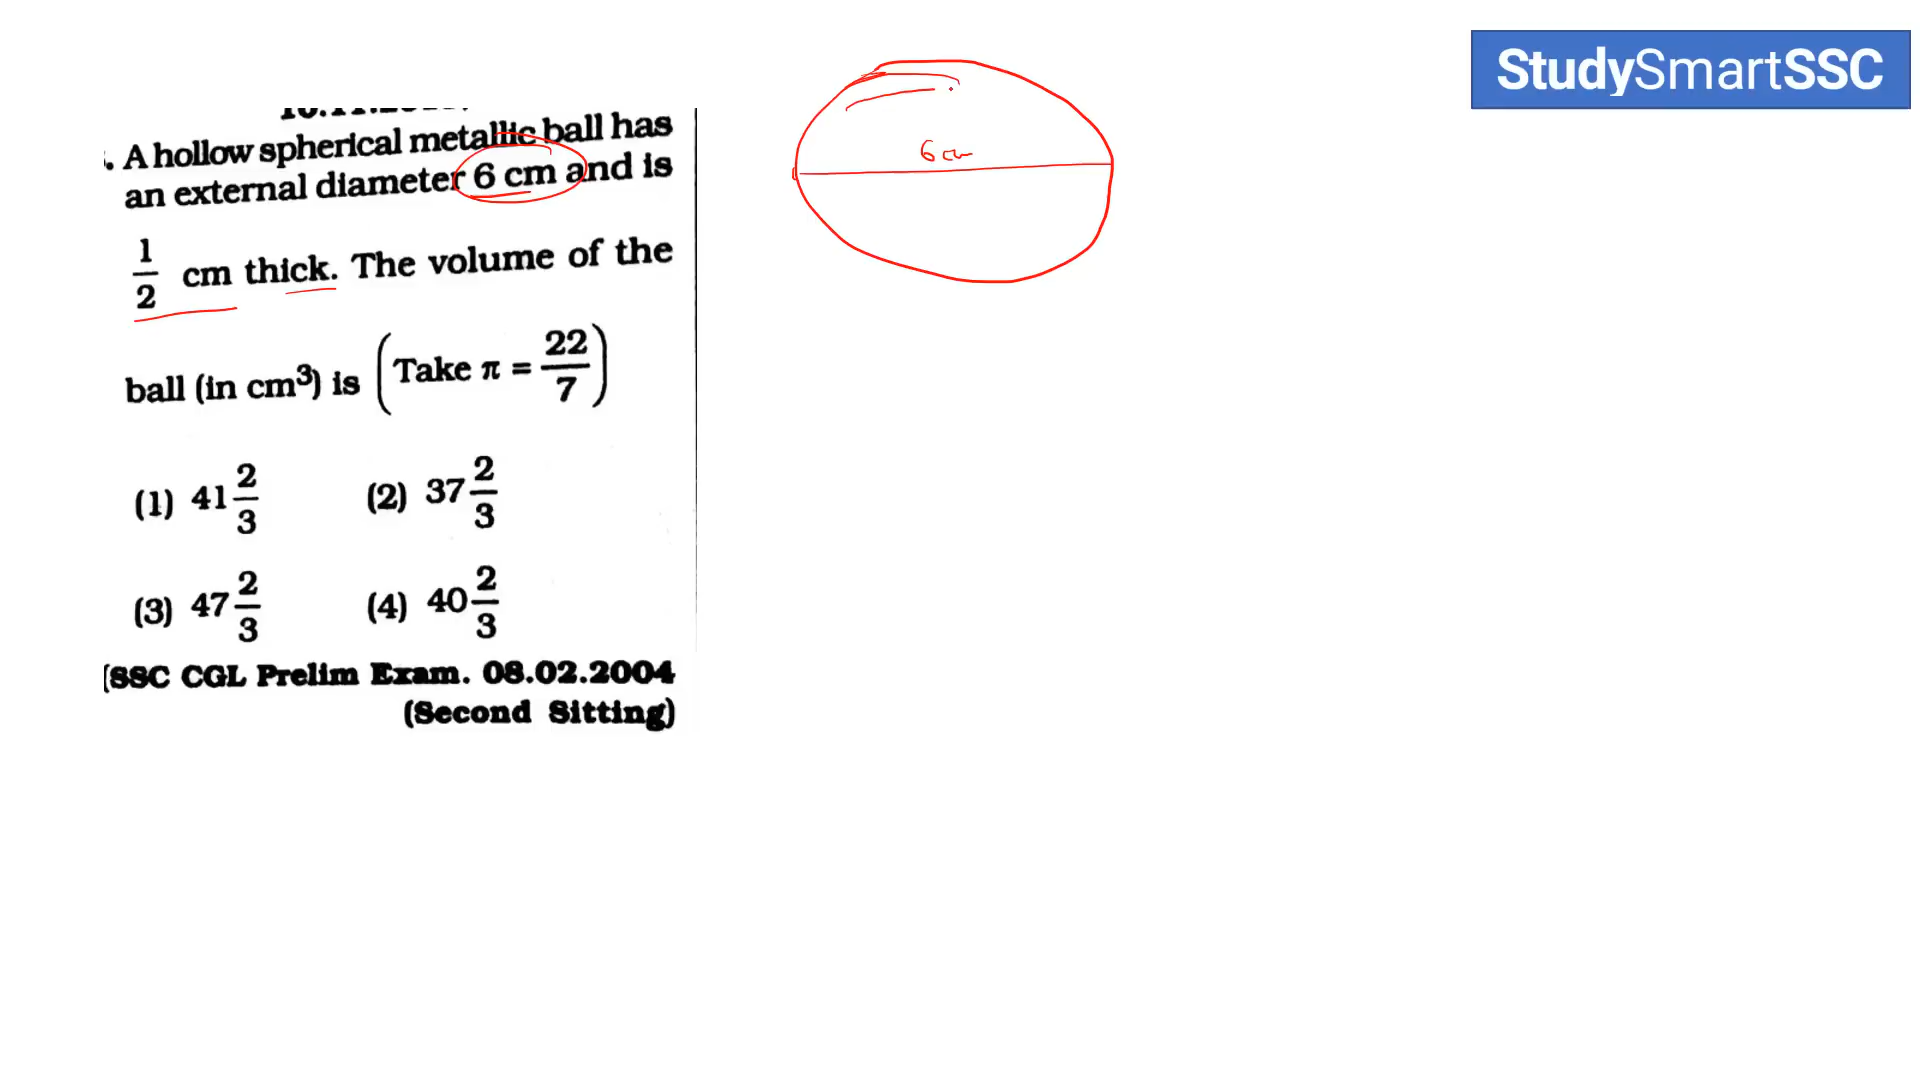 StudySmartSSC
. A hollow spherical metallic ball has
an external diameter 6 cm and is
1/2 cm thick. The volume of the
ball (in cm³) is (Take π = 22/7)
(1) 41 2/3 (2) 37 2/3
(3) 47 2/3 (4) 40 2/3
(SSC CGL Prelim Exam. 08.02.2004
(Second Sitting)
6 cm